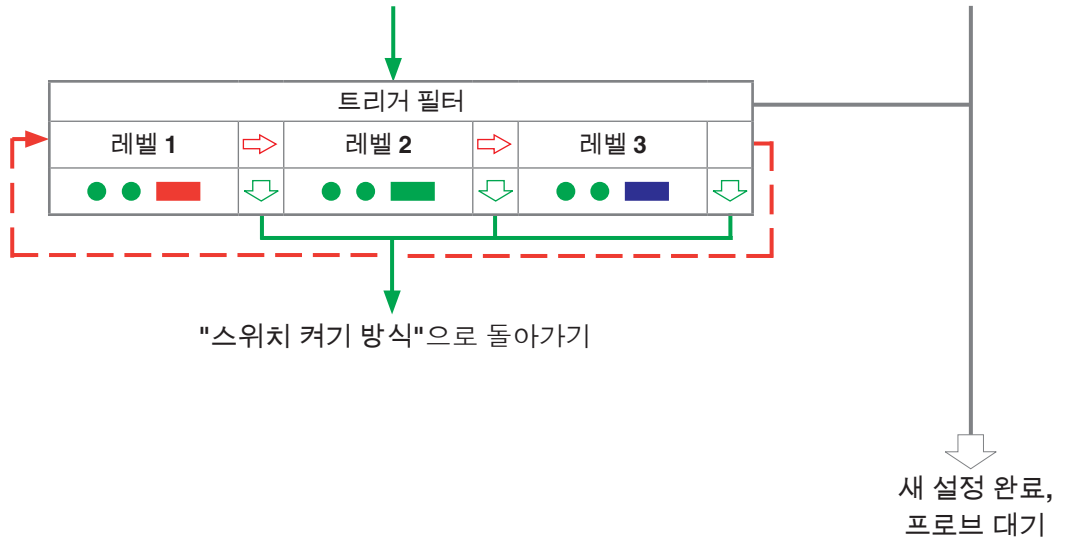 트리거 필터
레벨 1
레벨 2
레벨 3
"스위치 켜기 방식"으로 돌아가기
새 설정 완료,
프로브 대기